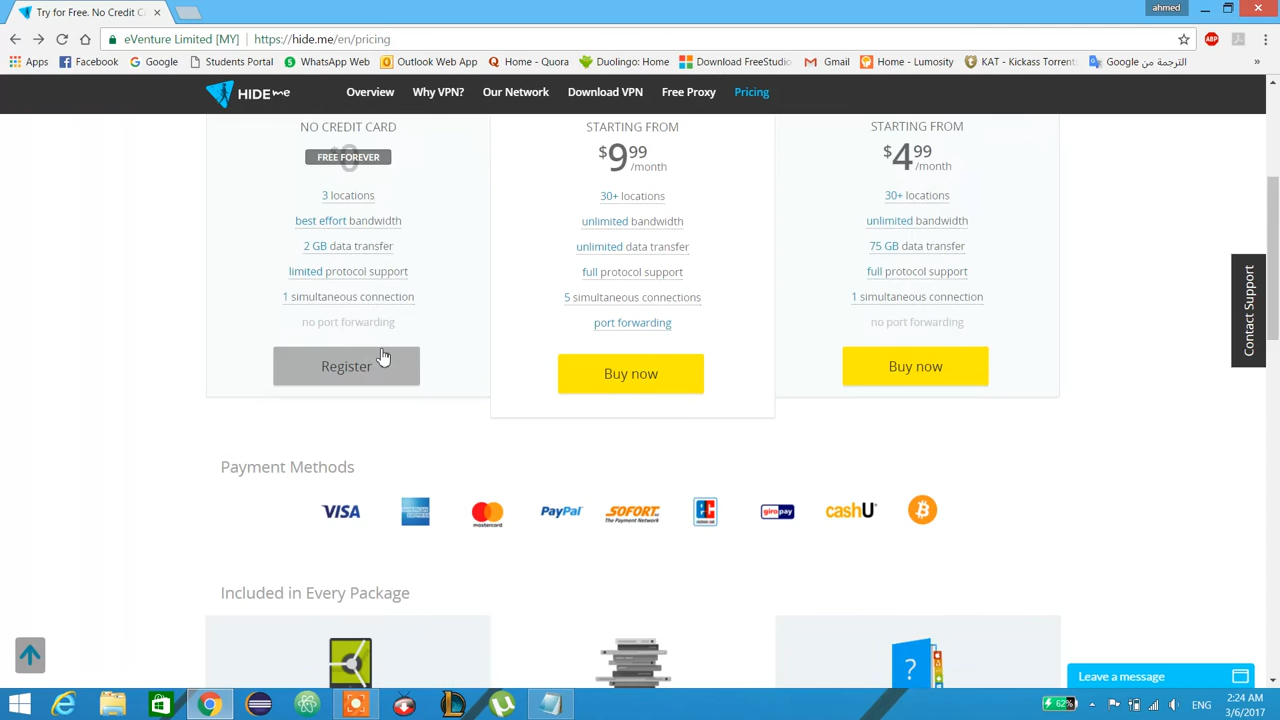 Try for Free. No Credit C
ahmed
eVenture Limited [MY]
https://hide.me/en/pricing
Apps
Facebook
Google
Students Portal
WhatsApp Web
Outlook Web App
Home - Quora
Duolingo: Home
Download FreeStudio
Gmail
Home - Lumosity
KAT - Kickass Torrents
الترجمة من Google
»
ABP
HIDE me
Overview
Why VPN?
Our Network
Download VPN
Free Proxy
Pricing
NO CREDIT CARD
FREE FOREVER
3 locations
best effort bandwidth
2 GB data transfer
limited protocol support
1 simultaneous connection
no port forwarding
Register
STARTING FROM
$9 99 /month
30+ locations
unlimited bandwidth
unlimited data transfer
full protocol support
5 simultaneous connections
port forwarding
Buy now
STARTING FROM
$4 99 /month
30+ locations
unlimited bandwidth
75 GB data transfer
full protocol support
1 simultaneous connection
no port forwarding
Buy now
Contact Support
Payment Methods
VISA
mastercard
PayPal
SOFORT.
The Payment Network
giropay
cashU
Included in Every Package
?
Leave a message
62%
ENG
2:24 AM
3/6/2017